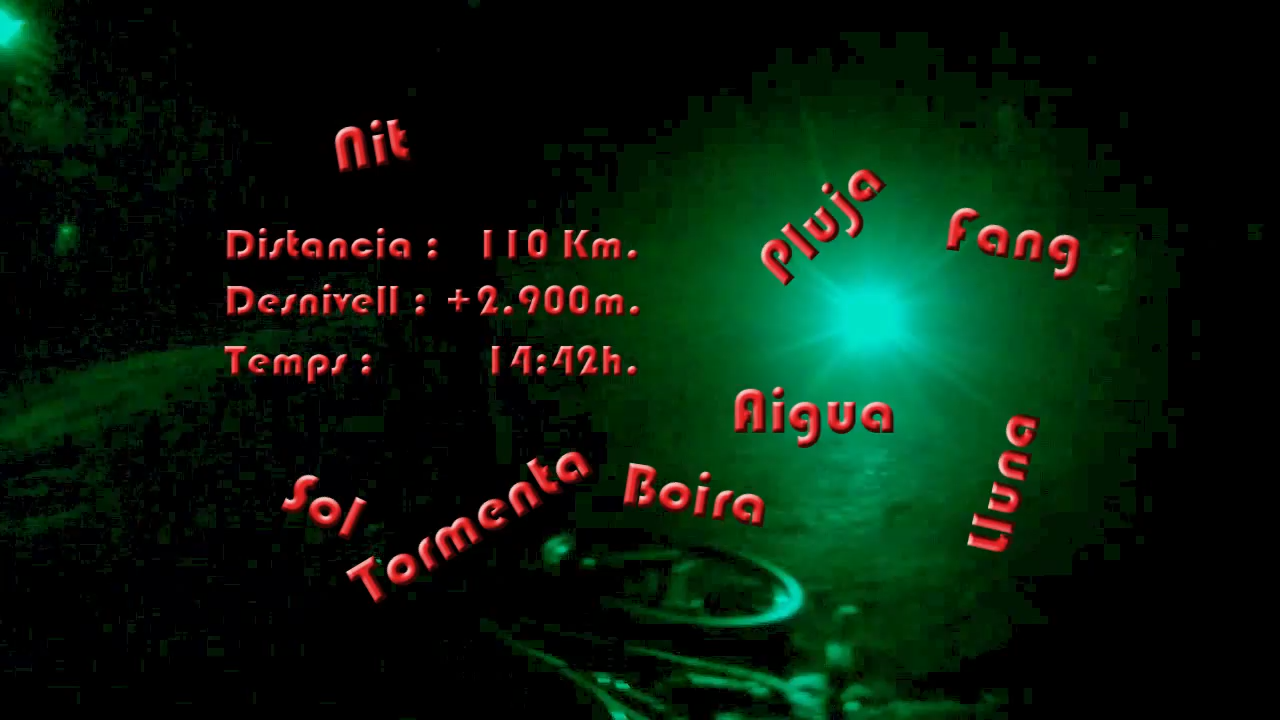 Nit
Pluja
Fang
Distancia : 110 Km.
Desnivell : +2.900m.
Temps : 14:42h.
Aigua
Lluna
Sol
Tormenta
Boira